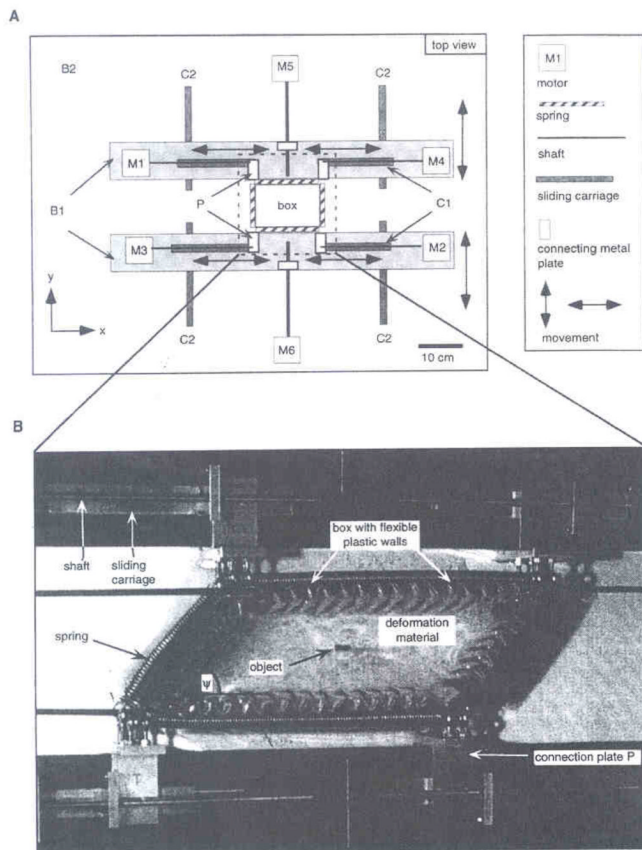 A
top view
B2
M5
C2
C2
M1
M4
B1
P
box
C1
M3
M2
y
x
C2
C2
M6
10 cm
M1
motor
spring
shaft
sliding carriage
connecting metal
plate
movement
B
box with flexible
plastic walls
shaft
sliding
carriage
deformation
material
spring
object
ψ
connection plate P
T